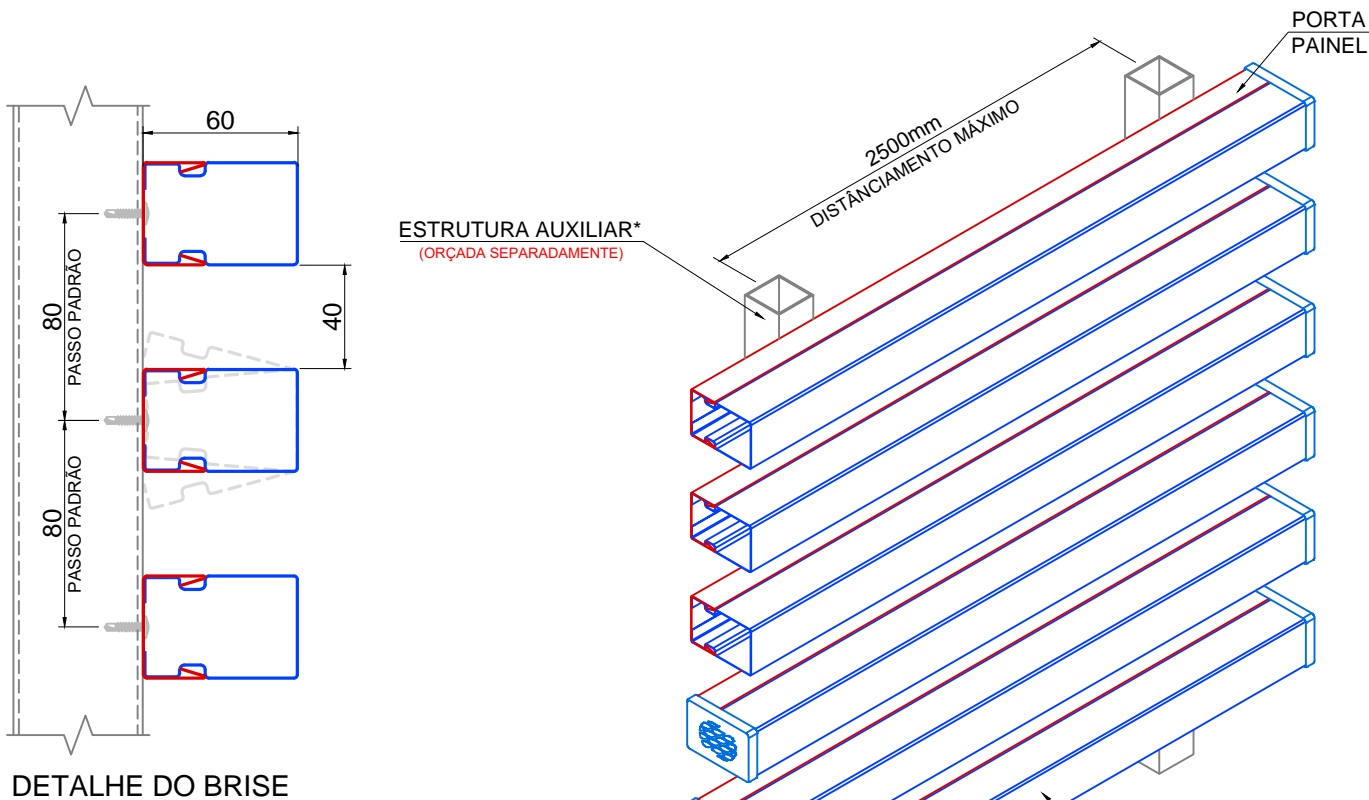 60
80
PASSO PADRÃO
40
80
PASSO PADRÃO
DETALHE DO BRISE
PORTA
PAINEL
2500mm
DISTÂNCIAMENTO MÁXIMO
ESTRUTURA AUXILIAR*
(ORÇADA SEPARADAMENTE)